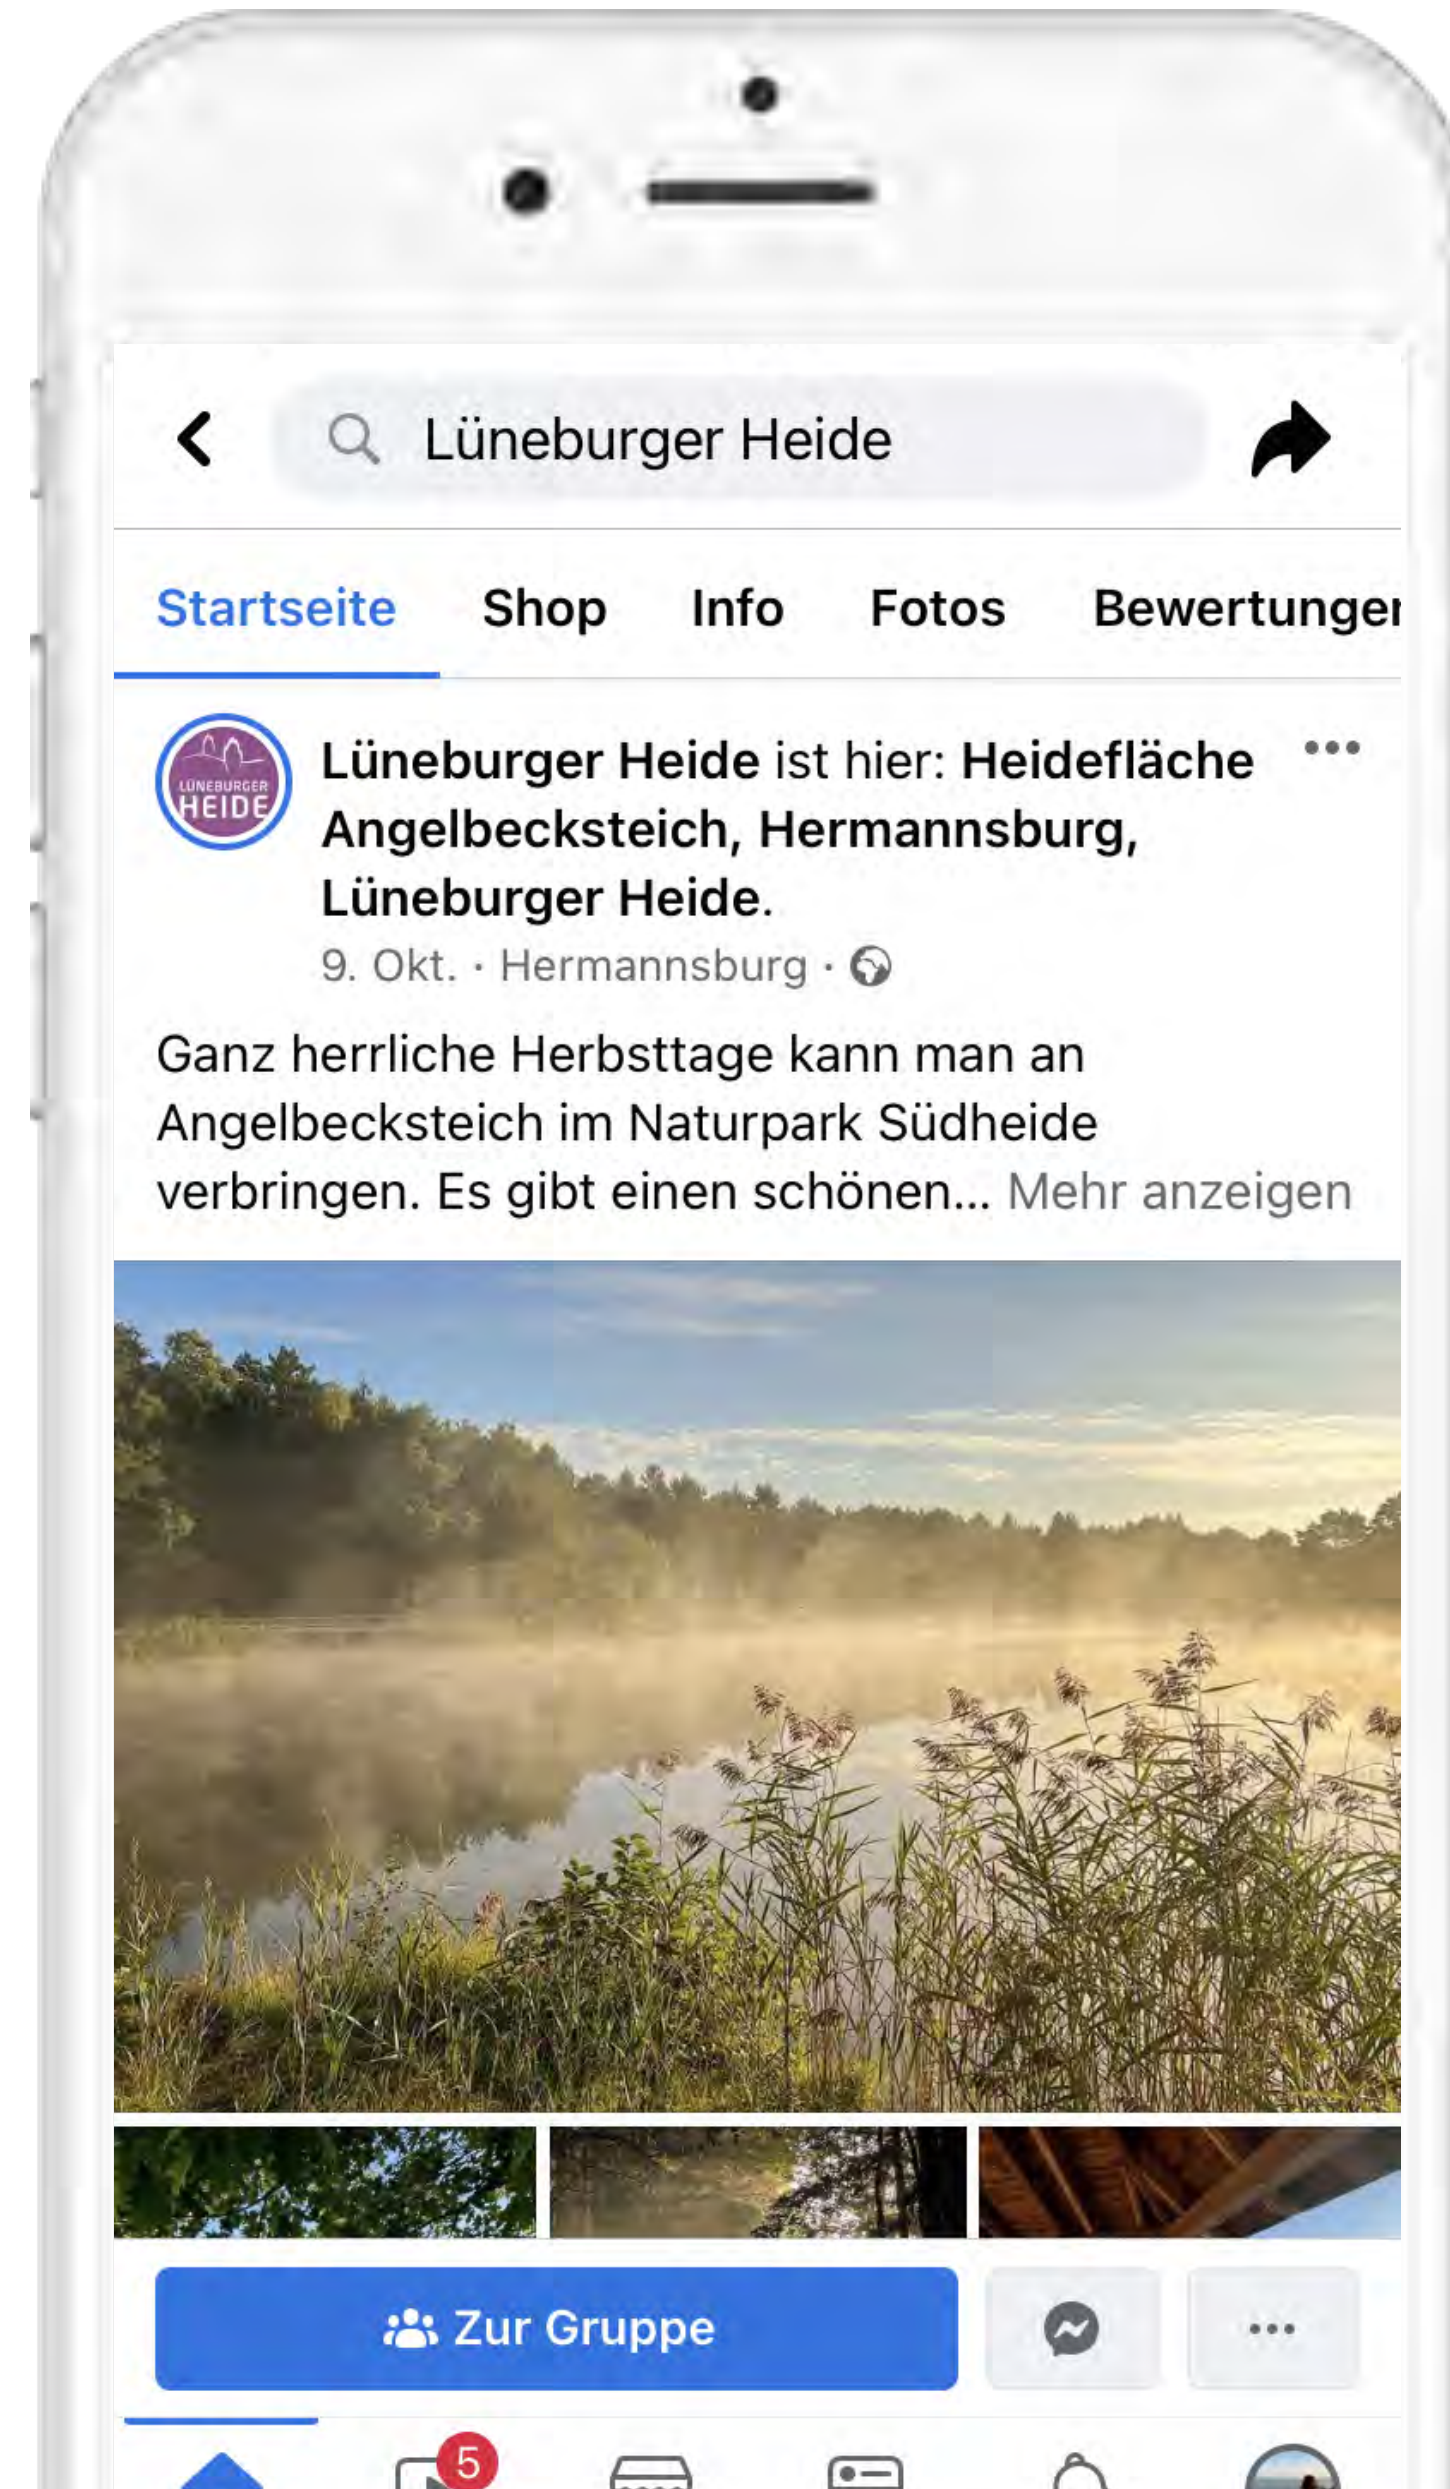 Lüneburger Heide
Startseite Shop Info Fotos Bewertungen
LÜNEBURGER
HEIDE
Lüneburger Heide ist hier: Heidefläche
Angelbecksteich, Hermannsburg,
Lüneburger Heide.
9. Okt. · Hermannsburg ·
Ganz herrliche Herbsttage kann man an
Angelbecksteich im Naturpark Südheide
verbringen. Es gibt einen schönen... Mehr anzeigen
Zur Gruppe
5